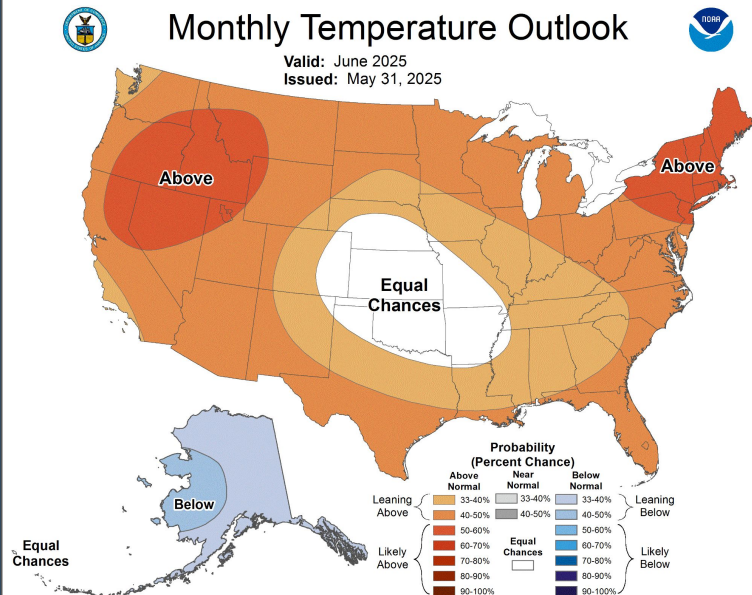 Monthly Temperature Outlook
NOAA
Valid: June 2025
Issued: May 31, 2025
Above
Above
Equal
Chances
Below
Equal
Chances
Probability
(Percent Chance)
Above
Normal
Near
Normal
Below
Normal
Leaning
Above
33-40%
33-40%
33-40%
Leaning
Below
40-50%
40-50%
40-50%
Likely
Above
50-60%
60-70%
70-80%
80-90%
90-100%
Equal
Chances
50-60%
60-70%
70-80%
80-90%
90-100%
Likely
Below